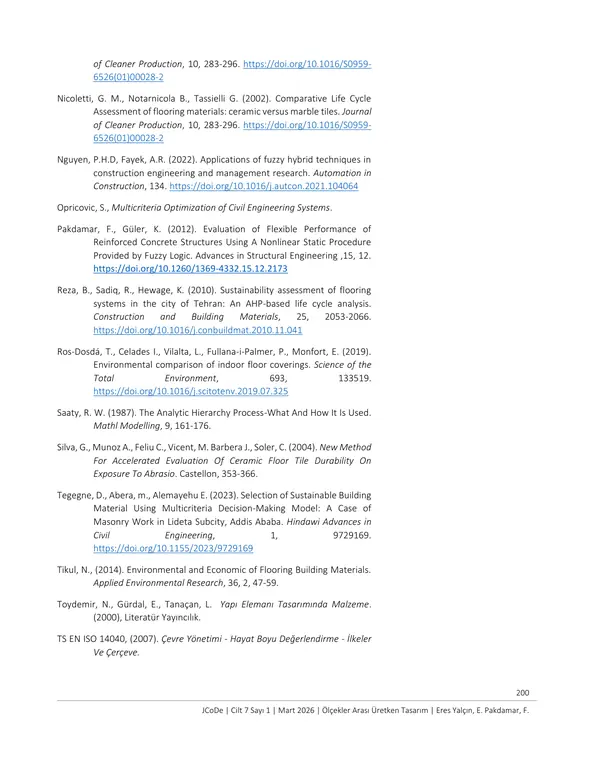 of Cleaner Production, 10, 283-296. https://doi.org/10.1016/S0959-
6526(01)00028-2
Nicoletti, G. M., Notarnicola B., Tassielli G. (2002). Comparative Life Cycle
Assessment of flooring materials: ceramic versus marble tiles. Journal
of Cleaner Production, 10, 283-296. https://doi.org/10.1016/S0959-
6526(01)00028-2
Nguyen, P.H.D, Fayek, A.R. (2022). Applications of fuzzy hybrid techniques in
construction engineering and management research. Automation in
Construction, 134. https://doi.org/10.1016/j.autcon.2021.104064
Opricovic, S., Multicriteria Optimization of Civil Engineering Systems.
Pakdamar, F., Güler, K. (2012). Evaluation of Flexible Performance of
Reinforced Concrete Structures Using A Nonlinear Static Procedure
Provided by Fuzzy Logic. Advances in Structural Engineering ,15, 12.
https://doi.org/10.1260/1369-4332.15.12.2173
Reza, B., Sadiq, R., Hewage, K. (2010). Sustainability assessment of flooring
systems in the city of Tehran: An AHP-based life cycle analysis.
Construction and Building Materials, 25, 2053-2066.
https://doi.org/10.1016/j.conbuildmat.2010.11.041
Ros-Dosdá, T., Celades I., Vilalta, L., Fullana-i-Palmer, P., Monfort, E. (2019).
Environmental comparison of indoor floor coverings. Science of the
Total Environment, 693, 133519.
https://doi.org/10.1016/j.scitotenv.2019.07.325
Saaty, R. W. (1987). The Analytic Hierarchy Process-What And How It Is Used.
Mathl Modelling, 9, 161-176.
Silva, G., Munoz A., Feliu C., Vicent, M. Barbera J., Soler, C. (2004). New Method
For Accelerated Evaluation Of Ceramic Floor Tile Durability On
Exposure To Abrasio. Castellon, 353-366.
Tegegne, D., Abera, m., Alemayehu E. (2023). Selection of Sustainable Building
Material Using Multicriteria Decision-Making Model: A Case of
Masonry Work in Lideta Subcity, Addis Ababa. Hindawi Advances in
Civil Engineering, 1, 9729169.
https://doi.org/10.1155/2023/9729169
Tikul, N., (2014). Environmental and Economic of Flooring Building Materials.
Applied Environmental Research, 36, 2, 47-59.
Toydemir, N., Gürdal, E., Tanaçan, L. Yapı Elemanı Tasarımında Malzeme.
(2000), Literatür Yayıncılık.
TS EN ISO 14040, (2007). Çevre Yönetimi - Hayat Boyu Değerlendirme - İlkeler
Ve Çerçeve.
200
JCoDe | Cilt 7 Sayı 1 | Mart 2026 | Ölçekler Arası Üretken Tasarım | Eres Yalçın, E. Pakdamar, F.